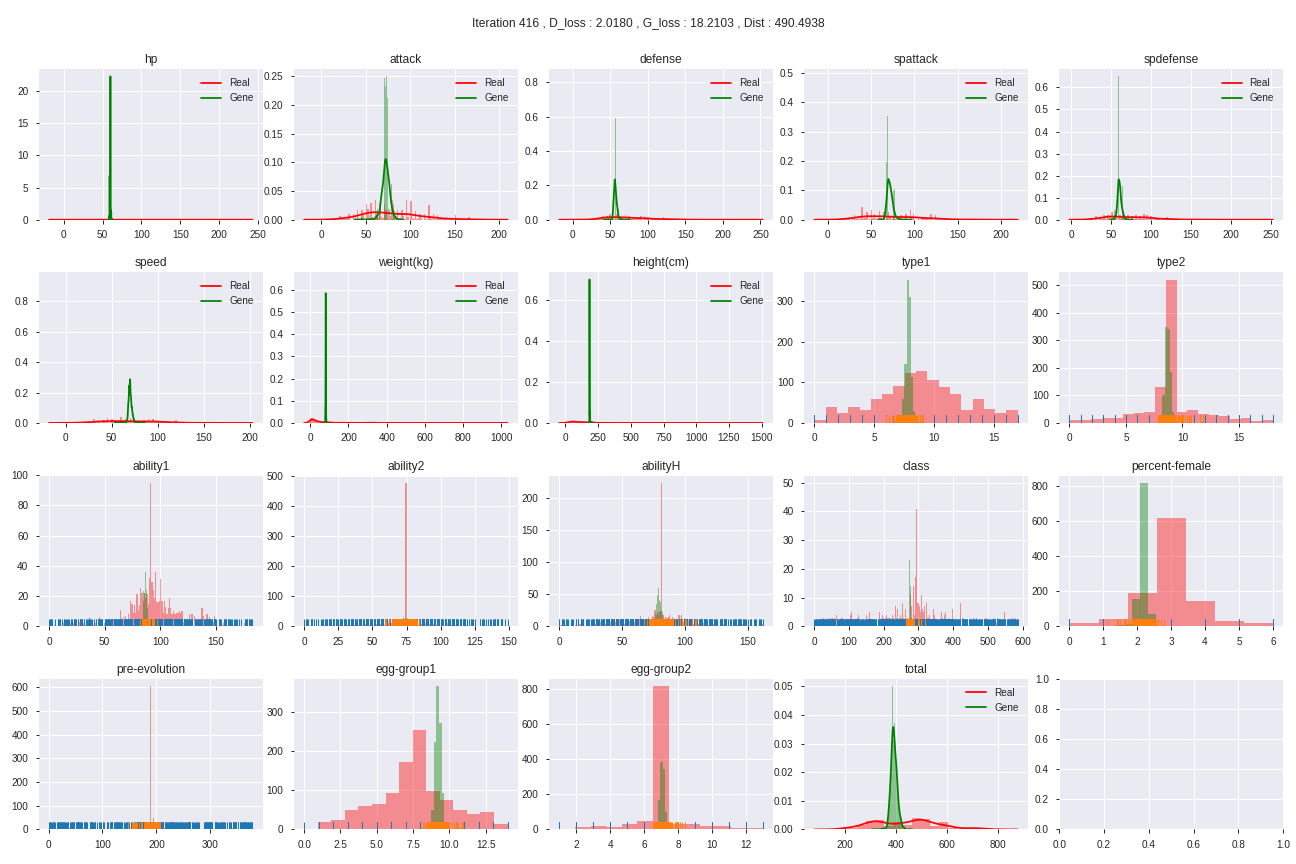 Iteration 416 , D_loss : 2.0180 , G_loss : 18.2103 , Dist : 490.4938
hp attack defense spattack spdefense
Real Gene Real Gene Real Gene Real Gene Real Gene
20 15 10 5 0
0 50 100 150 200 250
0.25 0.20 0.15 0.10 0.05 0.00
0 50 100 150 200
0.8 0.6 0.4 0.2 0.0
0 50 100 150 200 250
0.5 0.4 0.3 0.2 0.1 0.0
0 50 100 150 200
0.6 0.5 0.4 0.3 0.2 0.1 0.0
0 50 100 150 200 250
speed weight(kg) height(cm) type1 type2
Real Gene Real Gene Real Gene
0.8 0.6 0.4 0.2 0.0
0 50 100 150 200
0.6 0.5 0.4 0.3 0.2 0.1 0.0
0 200 400 600 800 1000
0.6 0.4 0.2 0.0
0 250 500 750 1000 1250 1500
300 200 100 0
0 5 10 15
500 400 300 200 100 0
0 5 10 15
ability1 ability2 abilityH class percent-female
100 80 60 40 20 0
0 50 100 150
500 400 300 200 100 0
0 25 50 75 100 125 150
200 150 100 50 0
0 50 100 150
50 40 30 20 10 0
0 100 200 300 400 500 600
800 600 400 200 0
0 1 2 3 4 5 6
pre-evolution egg-group1 egg-group2 total
600 500 400 300 200 100 0
0 100 200 300
300 200 100 0
0.0 2.5 5.0 7.5 10.0 12.5
800 600 400 200 0
2 4 6 8 10 12
Real Gene
0.05 0.04 0.03 0.02 0.01 0.00
200 400 600 800
1.0 0.8 0.6 0.4 0.2 0.0
0.0 0.2 0.4 0.6 0.8 1.0